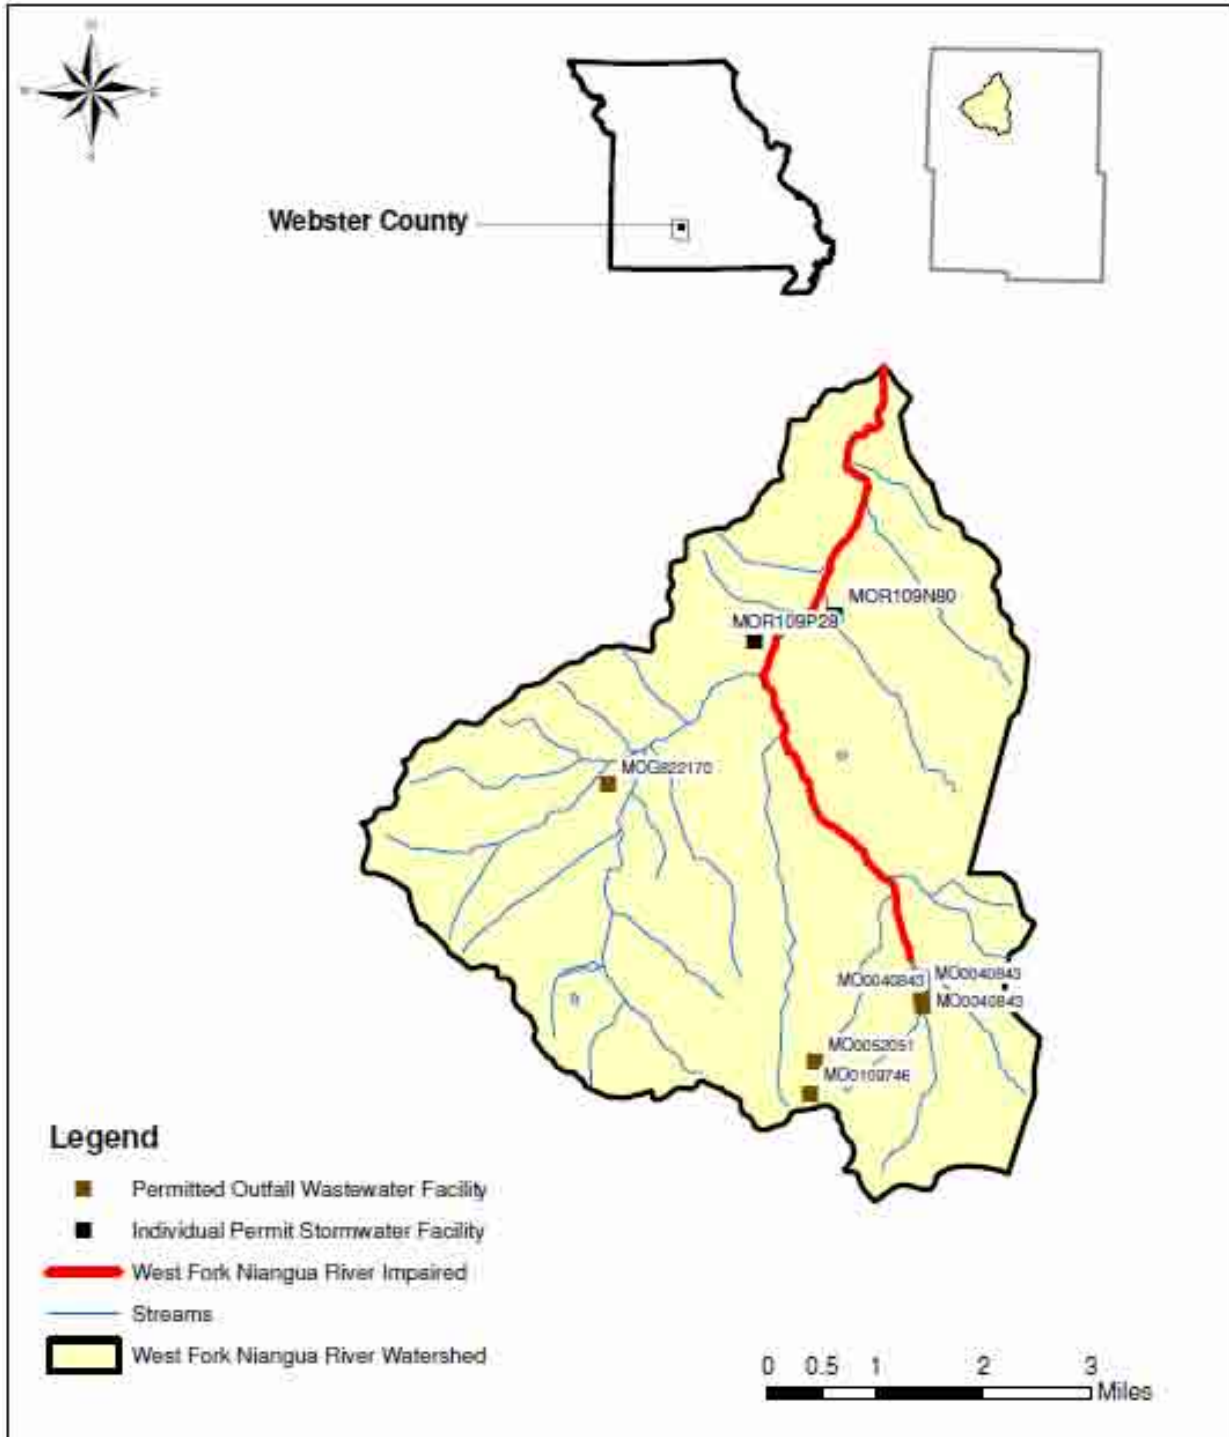 N
W
E
S
Webster County
MOR109N80
MOR109P29
MOG822170
MO0040843
MO0040843
MO0040843
MO0052051
MO0109746
Legend
Permitted Outfall Wastewater Facility
Individual Permit Stormwater Facility
West Fork Niangua River Impaired
Streams
West Fork Niangua River Watershed
0 0.5 1 2 3
Miles